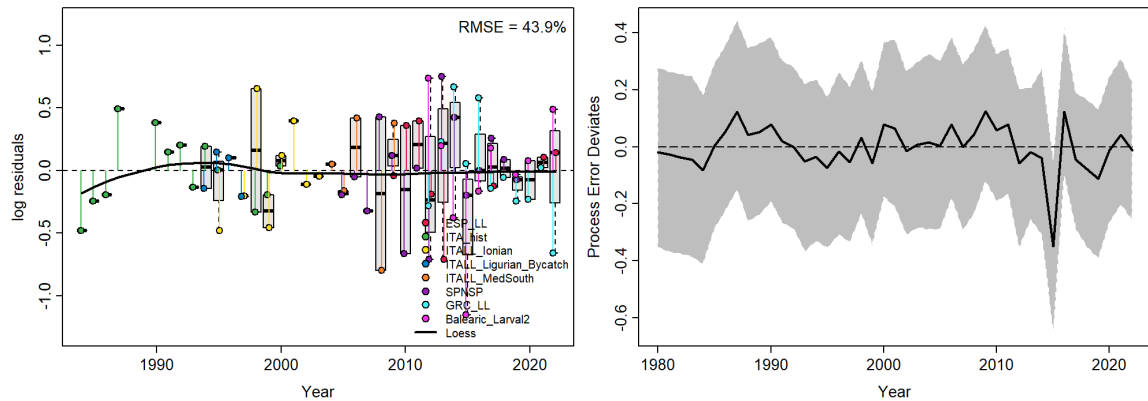 RMSE = 43.9%
1.0
0.5
0.0
-0.5
-1.0
log residuals
ESP_LL
ITA_hist
ITALL_Ionian
ITALL_Ligurian_Bycatch
ITALL_MedSouth
SPNSP
GRC_LL
Balearic_Larval2
Loess
1990 2000 2010 2020
Year
0.4
0.2
0.0
-0.2
-0.4
-0.6
Process Error Deviates
1980 1990 2000 2010 2020
Year